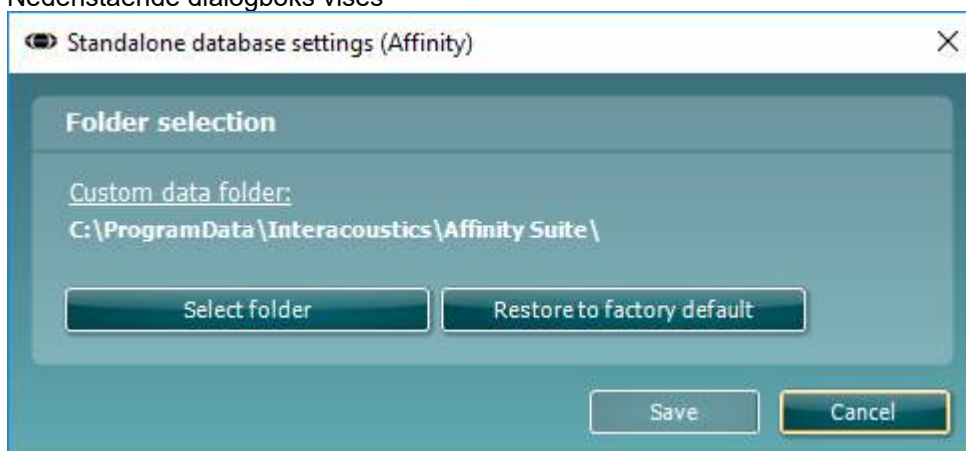 Nedenstående dialogboks vises
Standalone database settings (Affinity)
Folder selection
Custom data folder:
C:\ProgramData\Interacoustics\Affinity Suite\
Select folder
Restore to factory default
Save
Cancel